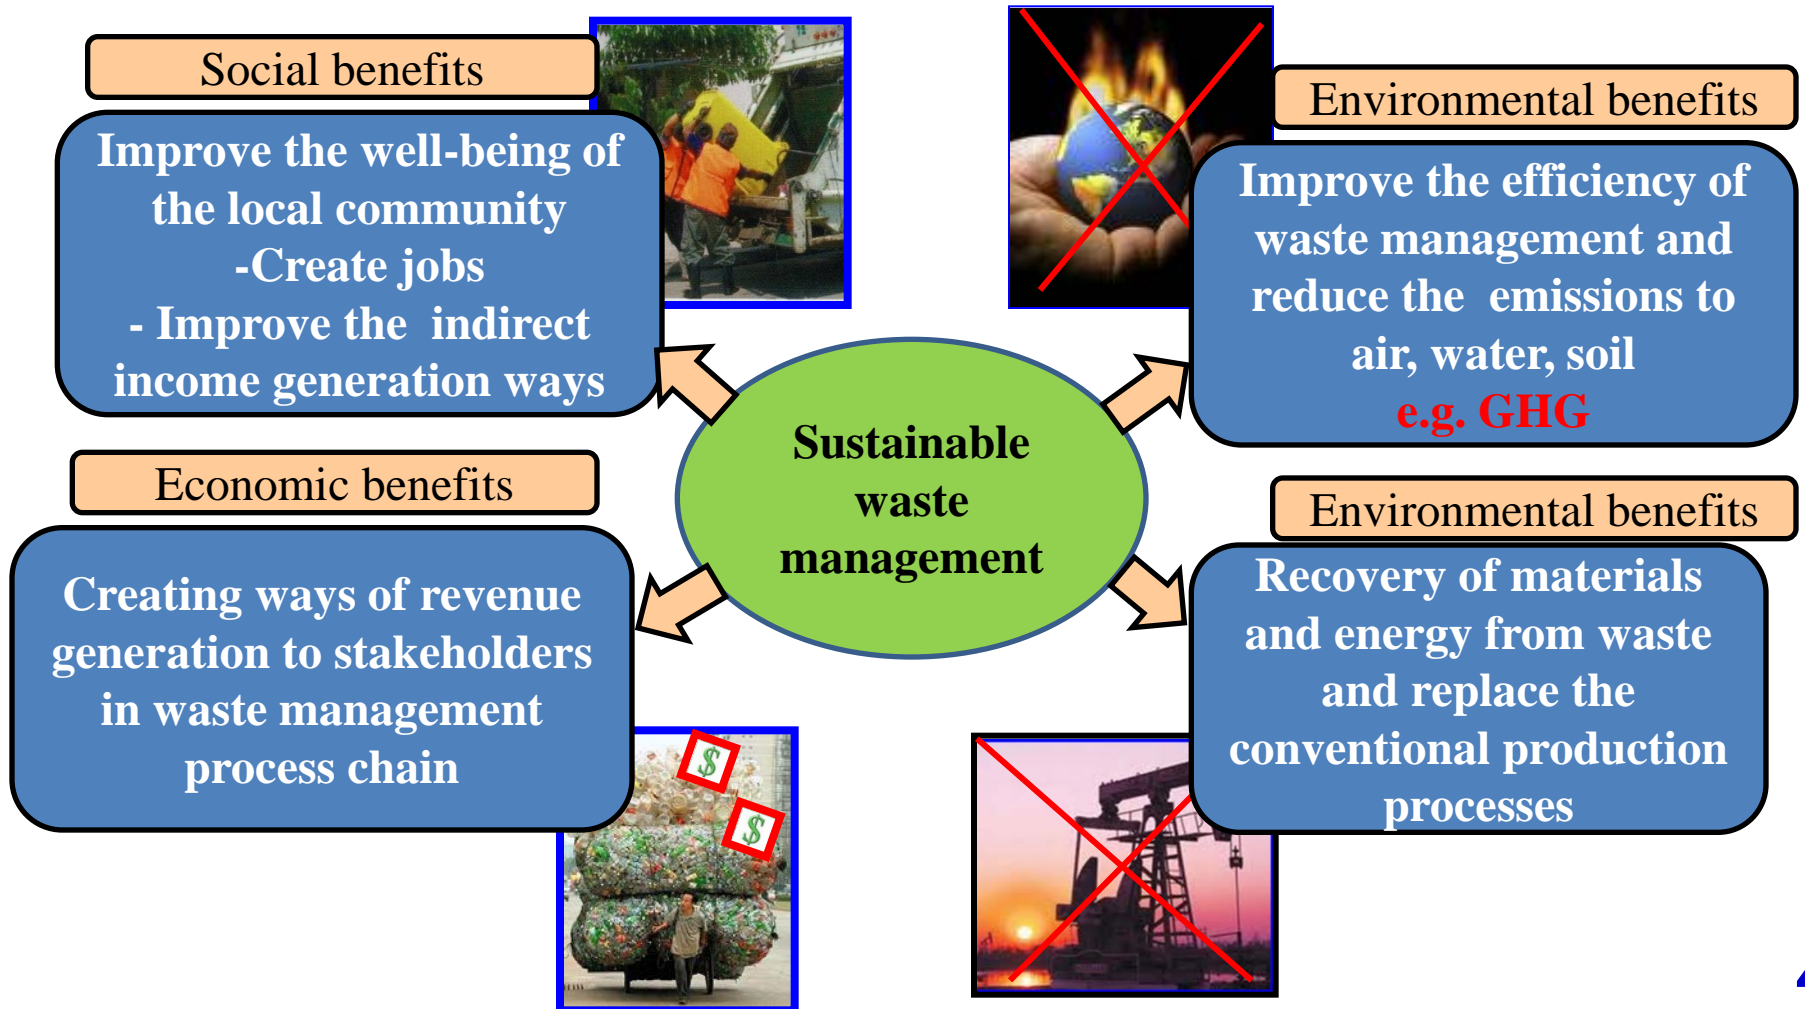 Social benefits
Improve the well-being of
the local community
-Create jobs
- Improve the  indirect
income generation ways
Environmental benefits
Improve the efficiency of
waste management and
reduce the  emissions to
air, water, soil
e.g. GHG
Sustainable
waste
management
Economic benefits
Creating ways of revenue
generation to stakeholders
in waste management
process chain
$
$
Environmental benefits
Recovery of materials
and energy from waste
and replace the
conventional production
processes